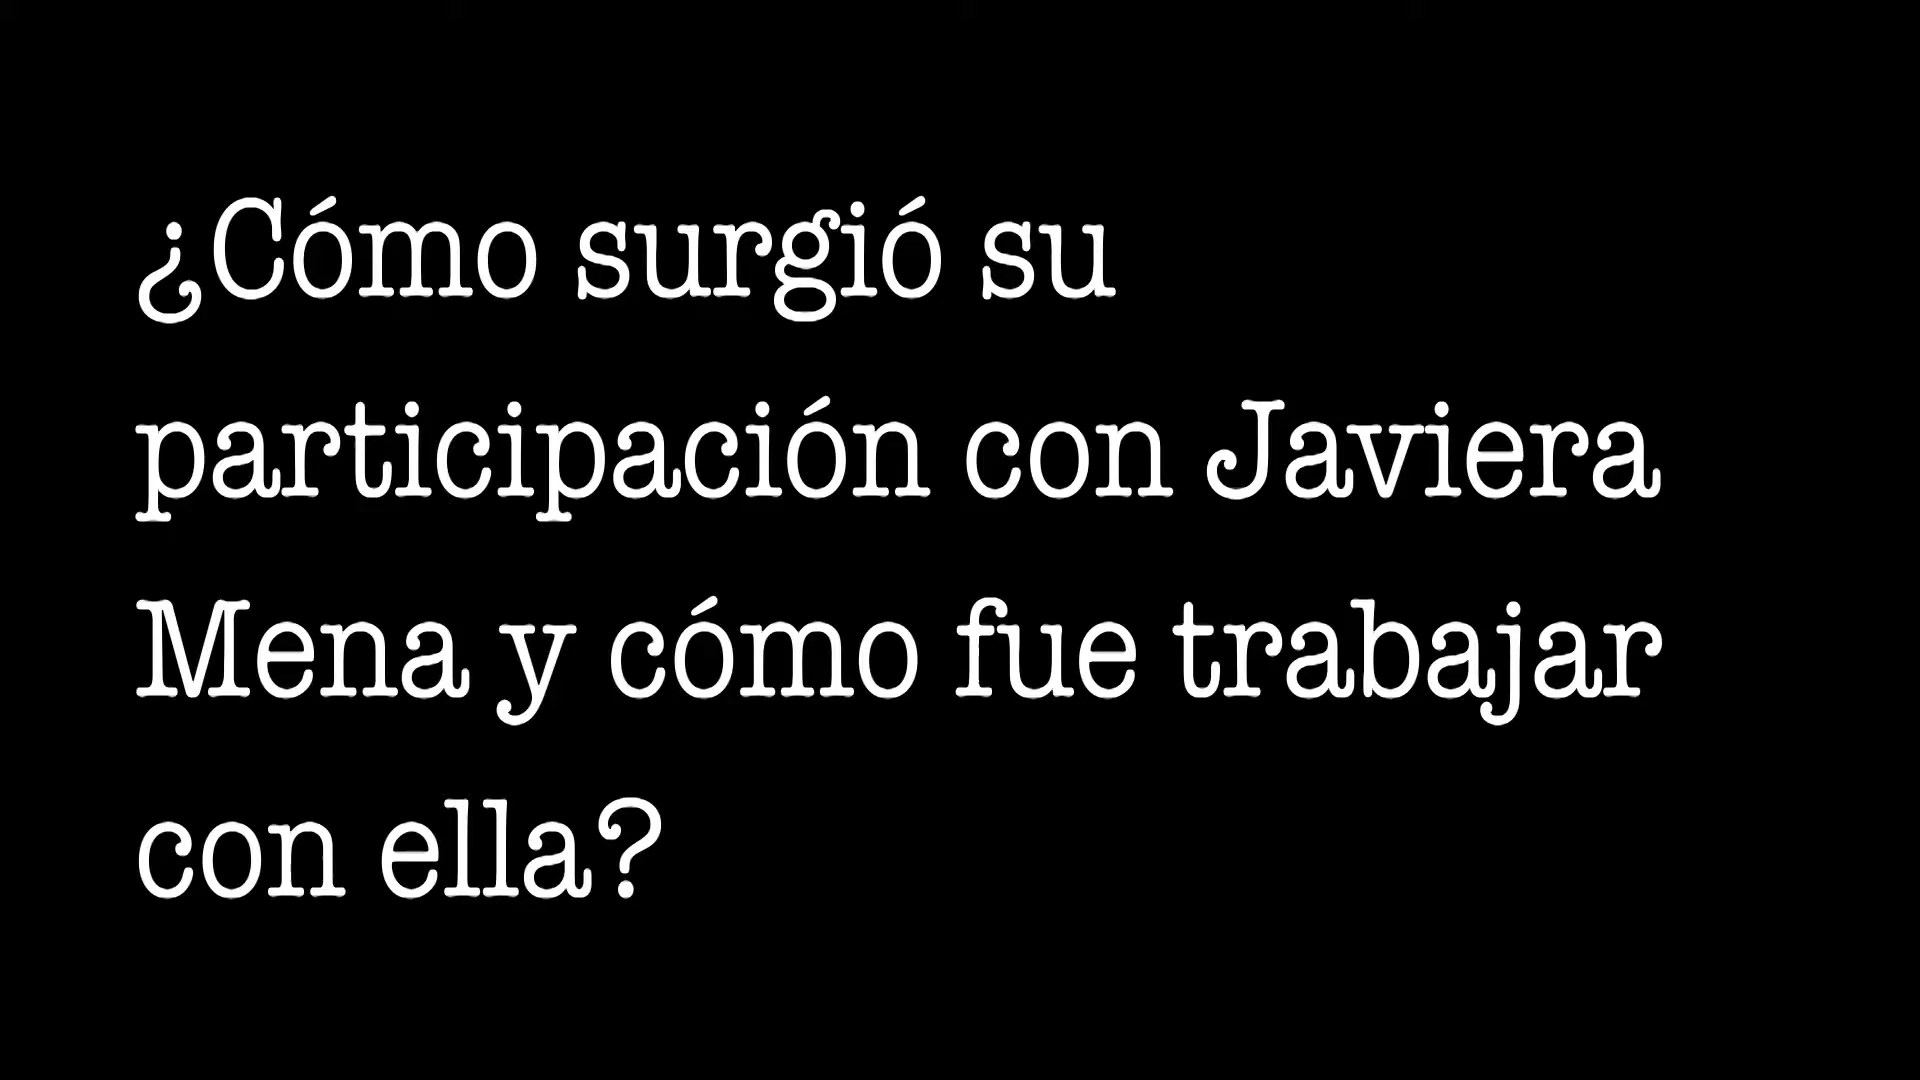 ¿Cómo surgió su
participación con Javiera
Mena y cómo fue trabajar
con ella?